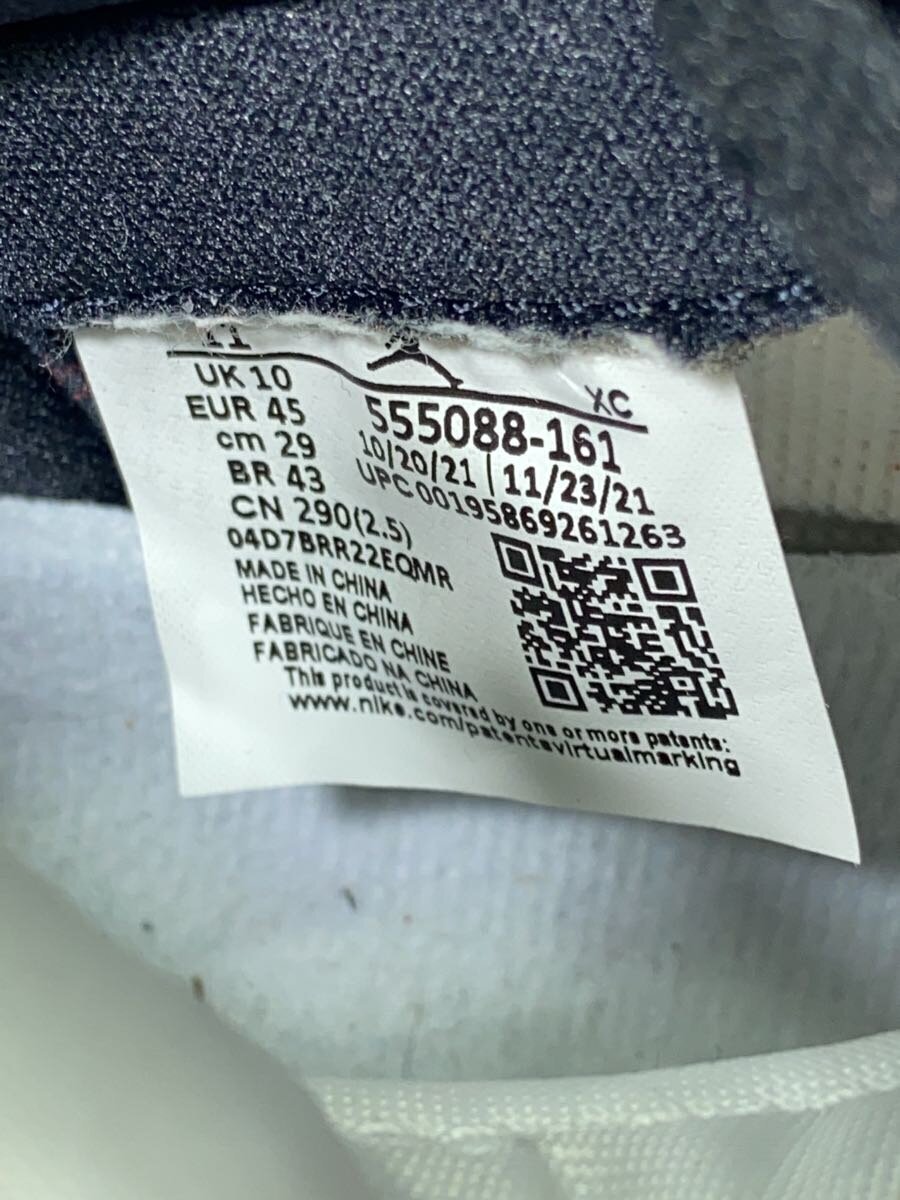 11
XC
UK 10
EUR 45
cm 29
BR 43
CN 290(2.5)
04D7BRR22EQMR
555088-161
10/20/21 | 11/23/21
UPC 00195869261263
MADE IN CHINA
HECHO EN CHINA
FABRIQUE EN CHINE
FABRICADO NA CHINA
This product is covered by one or more patents:
www.nike.com/patentsvirtualmarking